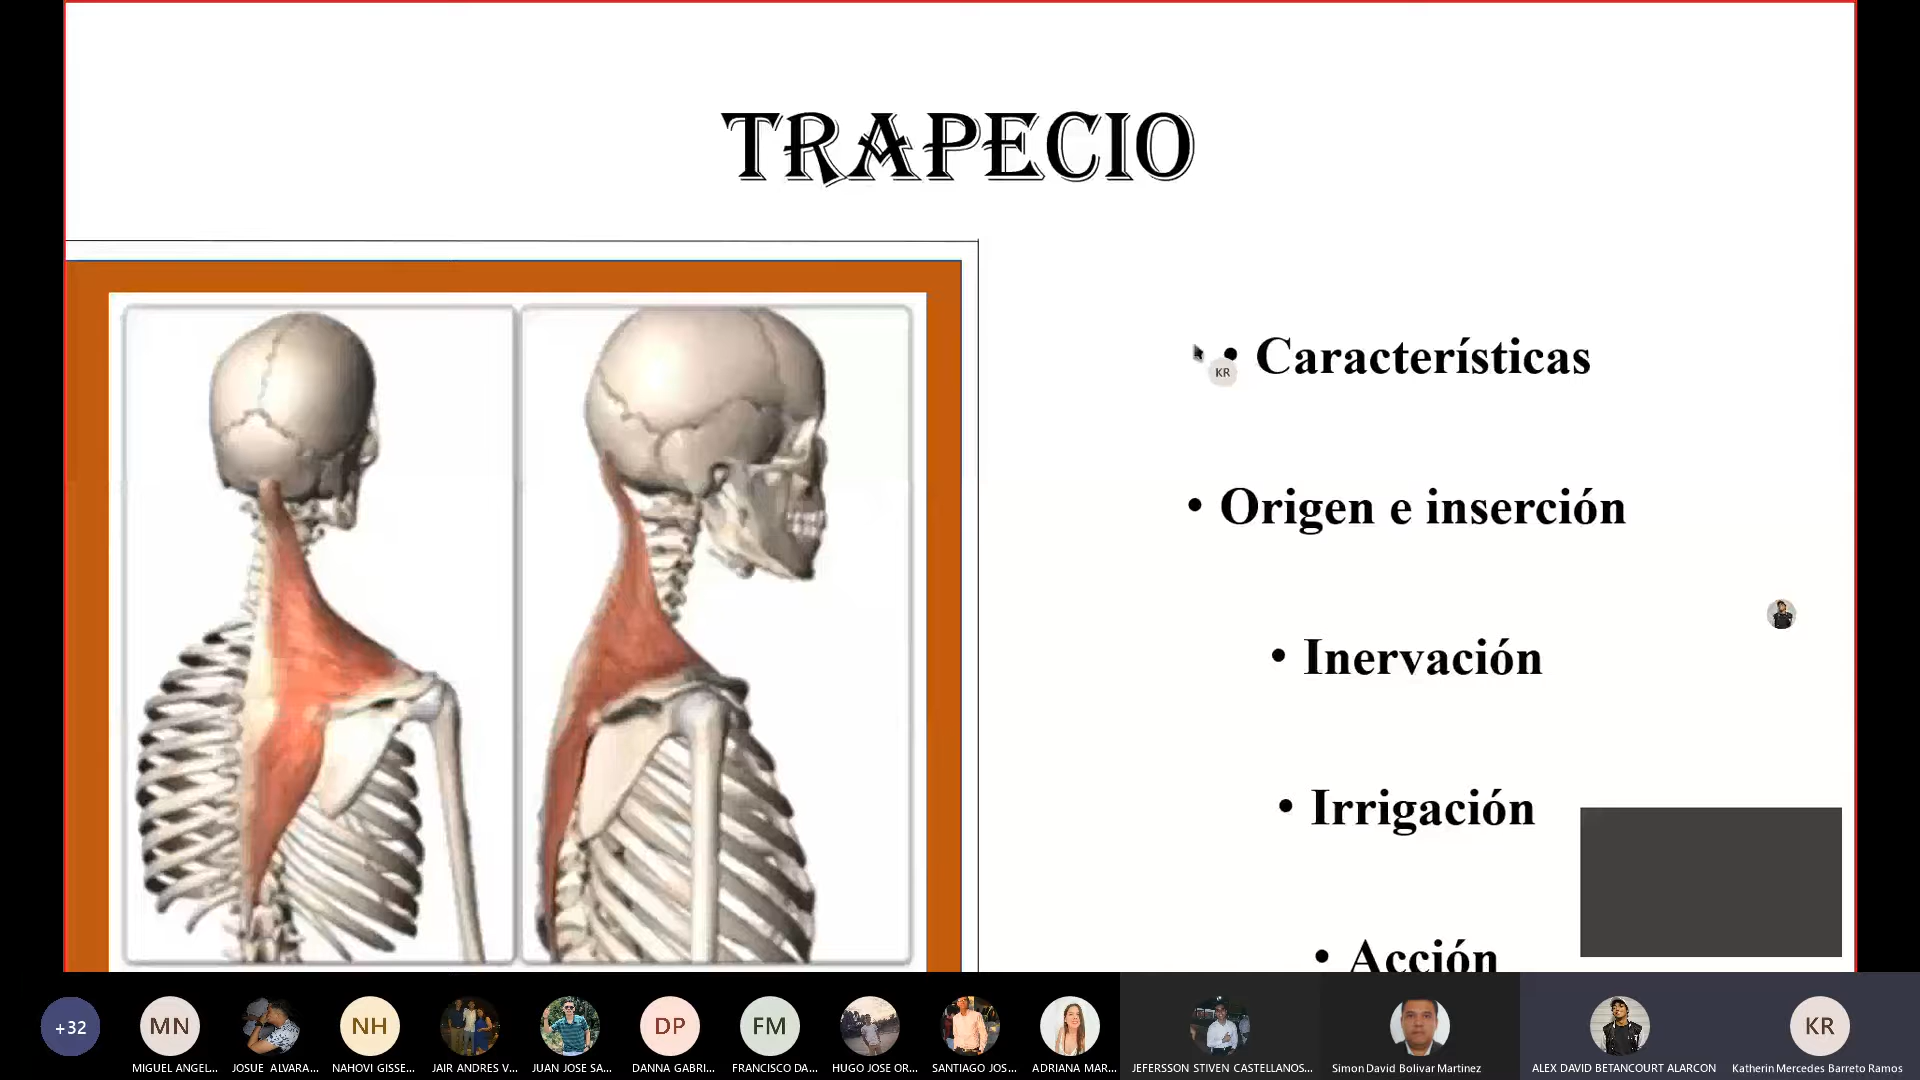 TRAPECIO
• Características
KR
• Origen e inserción
• Inervación
• Irrigación
• Acción
+32
MN
NH
DP
FM
KR
MIGUEL ANGEL...
JOSUE ALVARA...
NAHOVI GISSE...
JAIR ANDRES V...
JUAN JOSE SA...
DANNA GABRI...
FRANCISCO DA...
HUGO JOSE OR...
SANTIAGO JOS...
ADRIANA MAR...
JEFERSSON STIVEN CASTELLANOS...
Simon David Bolivar Martinez
ALEX DAVID BETANCOURT ALARCON
Katherin Mercedes Barreto Ramos